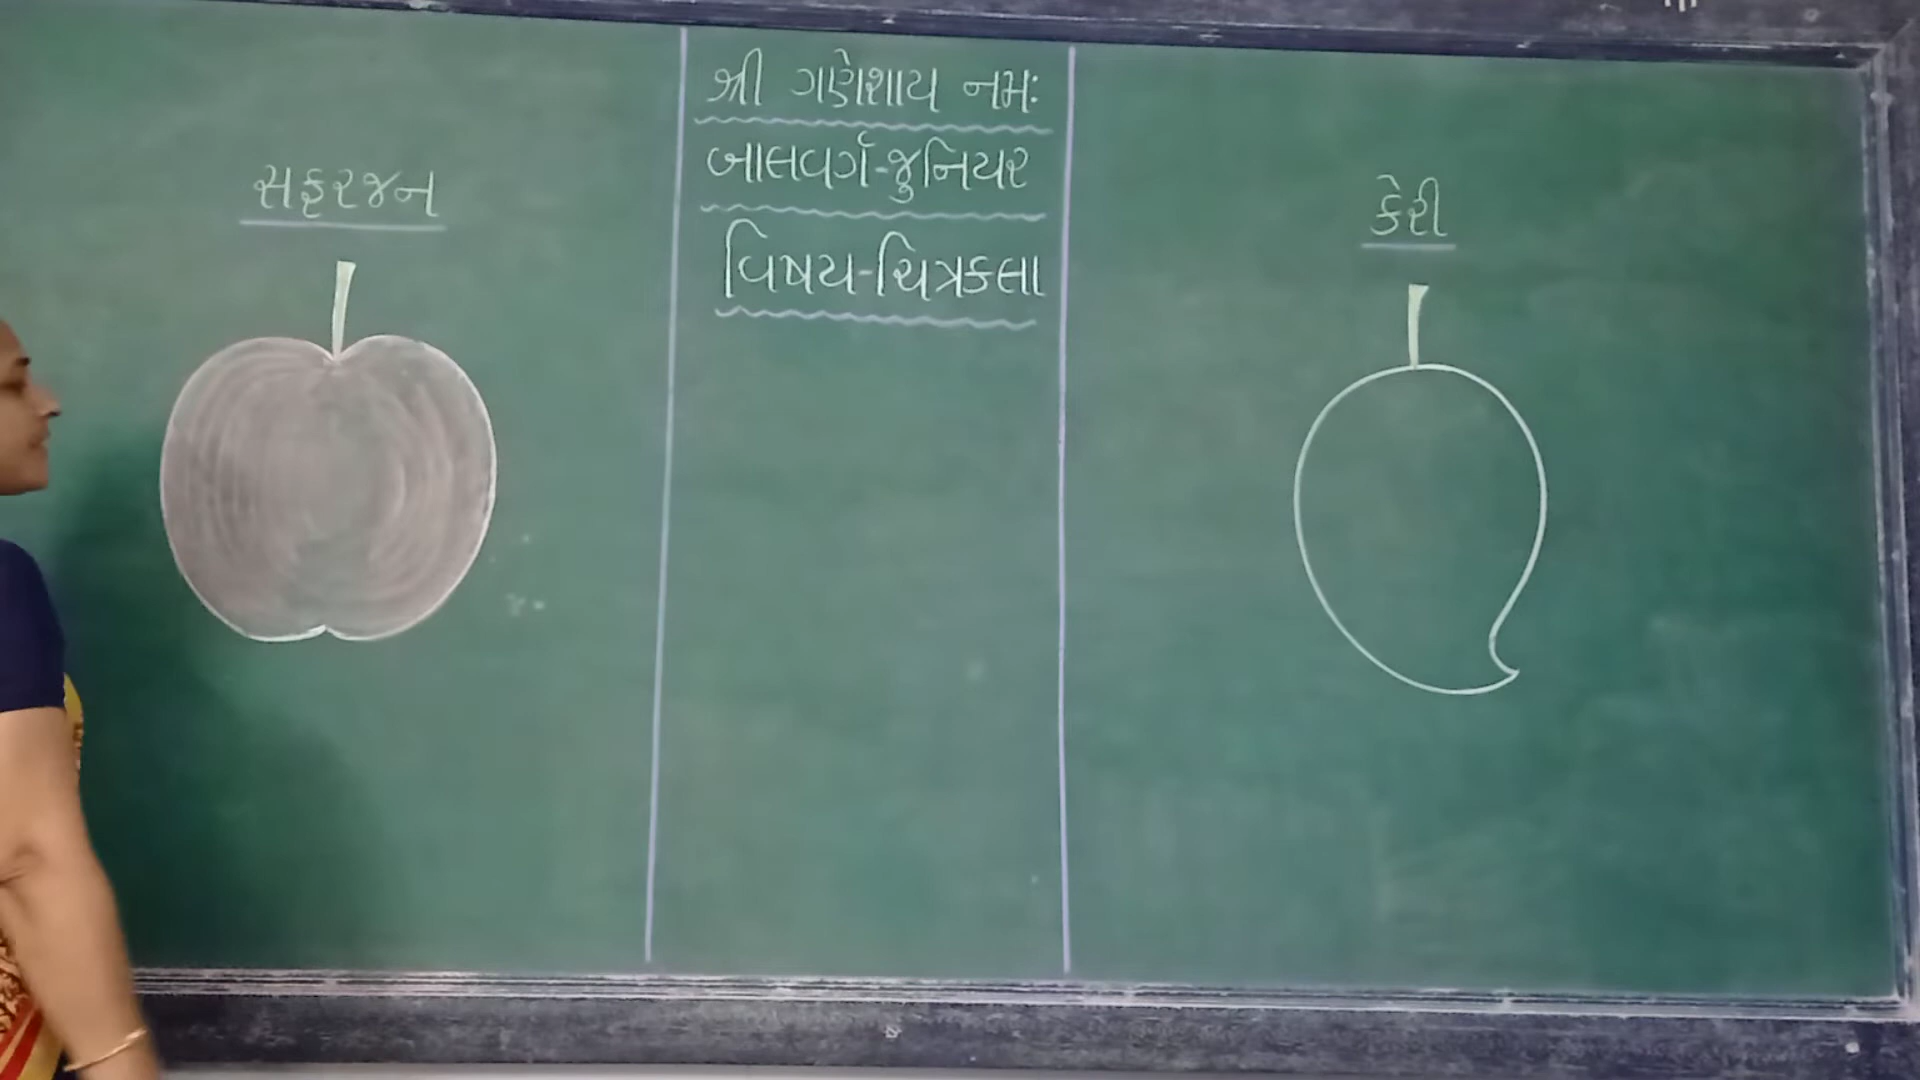 શ્રી ગણેશાય નમઃ
બાલવર્ગ-જુનિયર
વિષય-ચિત્રકલા
સફરજન
કેરી